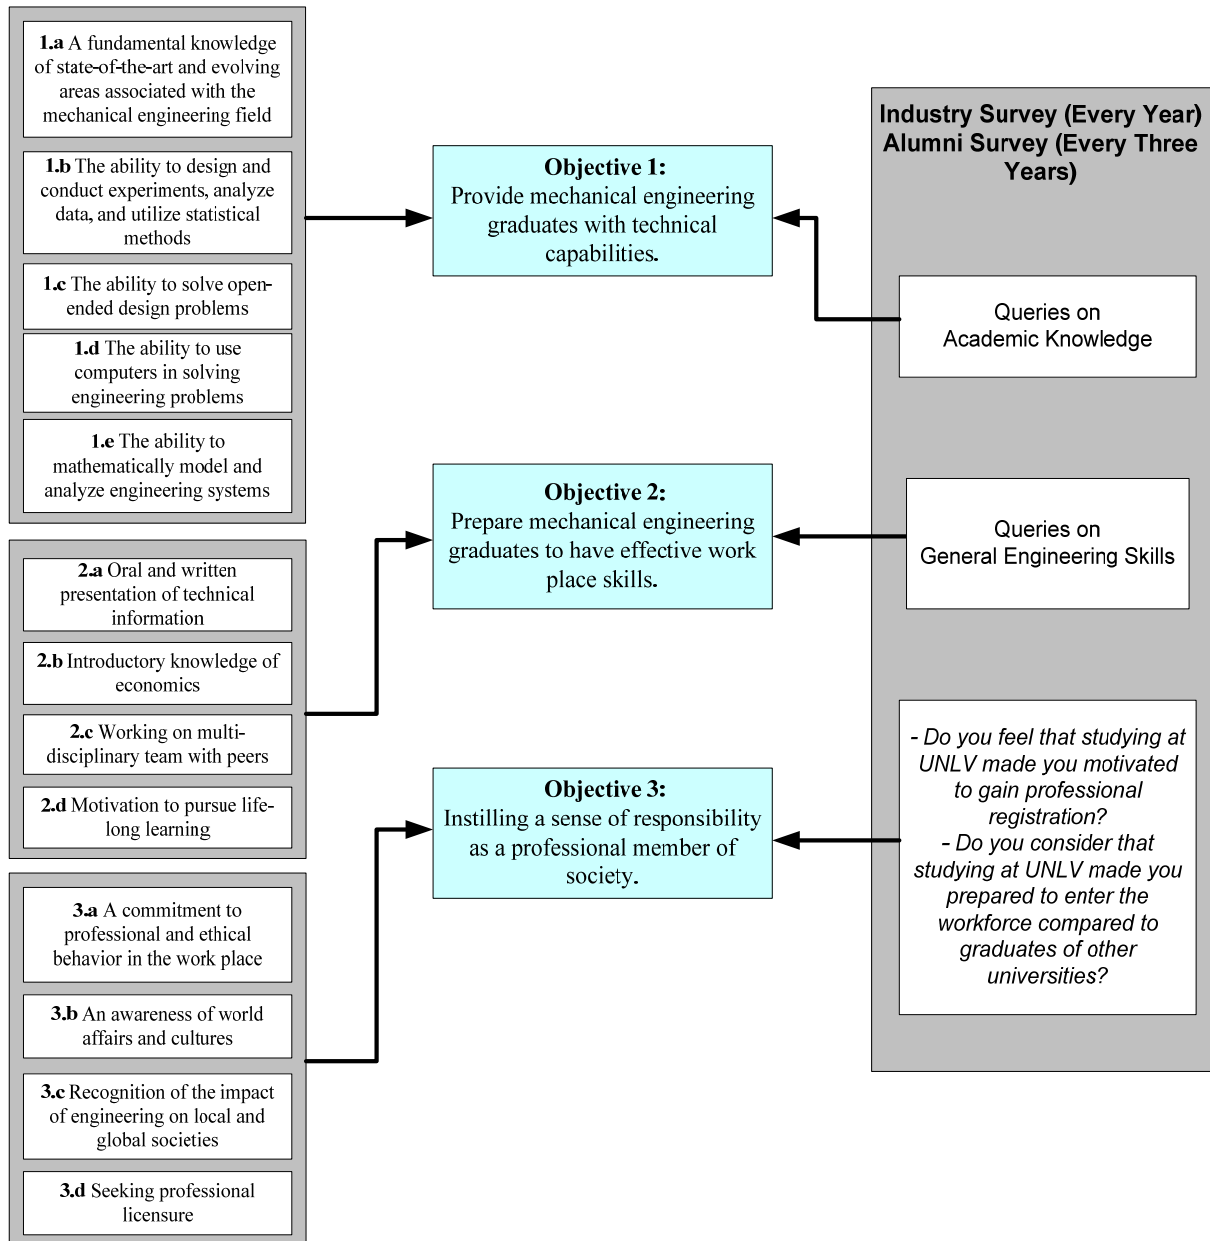 1.a A fundamental knowledge
of state-of-the-art and evolving
areas associated with the
mechanical engineering field
1.b The ability to design and
conduct experiments, analyze
data, and utilize statistical
methods
1.c The ability to solve open-
ended design problems
1.d The ability to use
computers in solving
engineering problems
1.e The ability to
mathematically model and
analyze engineering systems
2.a Oral and written
presentation of technical
information
2.b Introductory knowledge of
economics
2.c Working on multi-
disciplinary team with peers
2.d Motivation to pursue life-
long learning
3.a A commitment to
professional and ethical
behavior in the work place
3.b An awareness of world
affairs and cultures
3.c Recognition of the impact
of engineering on local and
global societies
3.d Seeking professional
licensure
Objective 1:
Provide mechanical engineering
graduates with technical
capabilities.
Objective 2:
Prepare mechanical engineering
graduates to have effective work
place skills.
Objective 3:
Instilling a sense of responsibility
as a professional member of
society.
Industry Survey (Every Year)
Alumni Survey (Every Three
Years)
Queries on
Academic Knowledge
Queries on
General Engineering Skills
- Do you feel that studying at
UNLV made you motivated
to gain professional
registration?
- Do you consider that
studying at UNLV made you
prepared to enter the
workforce compared to
graduates of other
universities?